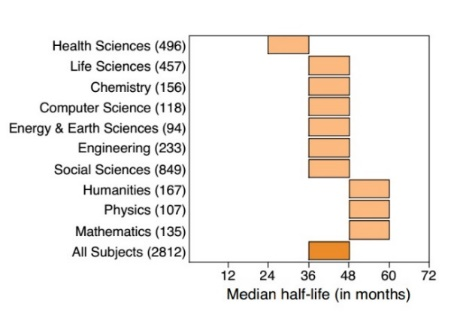 Health Sciences (496)
Life Sciences (457)
Chemistry (156)
Computer Science (118)
Energy & Earth Sciences (94)
Engineering (233)
Social Sciences (849)
Humanities (167)
Physics (107)
Mathematics (135)
All Subjects (2812)
12 24 36 48 60 72
Median half-life (in months)